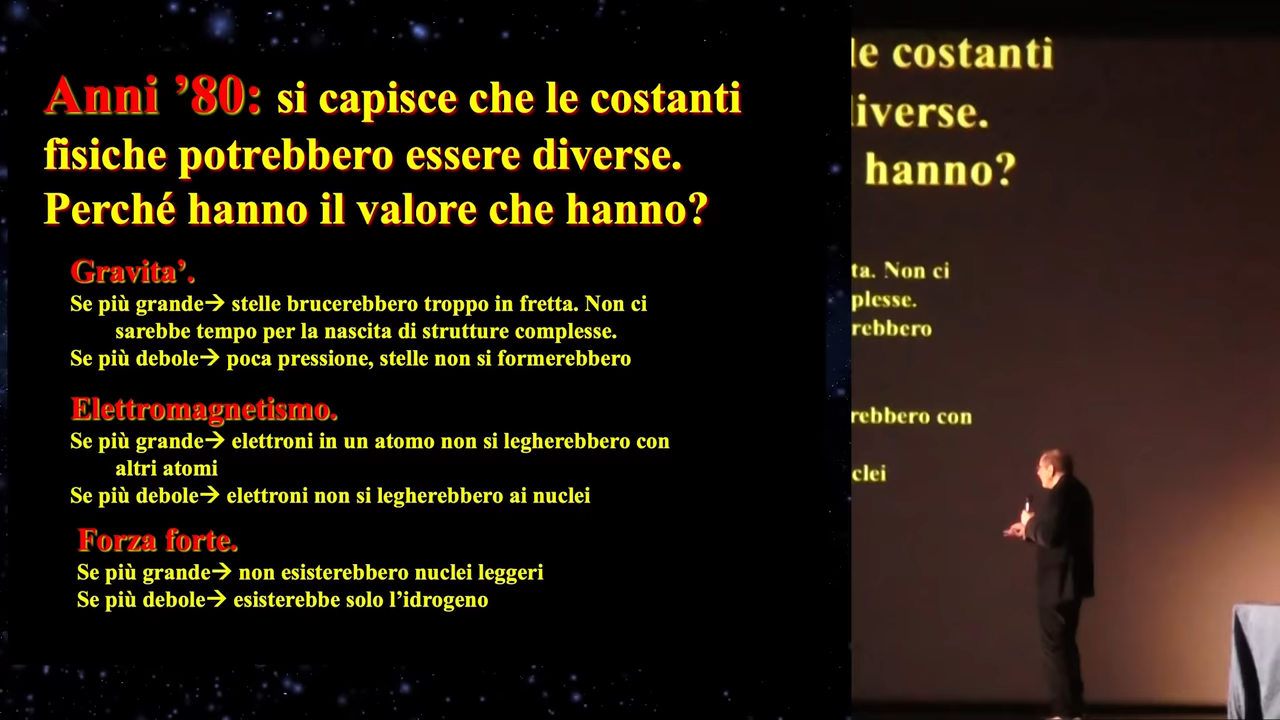 Anni ’80: si capisce che le costanti
fisiche potrebbero essere diverse.
Perché hanno il valore che hanno?
Gravita’.
Se più grande→ stelle brucerebbero troppo in fretta. Non ci
sarebbe tempo per la nascita di strutture complesse.
Se più debole→ poca pressione, stelle non si formerebbero
Elettromagnetismo.
Se più grande→ elettroni in un atomo non si legherebbero con
altri atomi
Se più debole→ elettroni non si legherebbero ai nuclei
Forza forte.
Se più grande→ non esisterebbero nuclei leggeri
Se più debole→ esisterebbe solo l’idrogeno
le costanti
iverse.
hanno?
ta. Non ci
plesse.
rebbero
rebbero con
clei